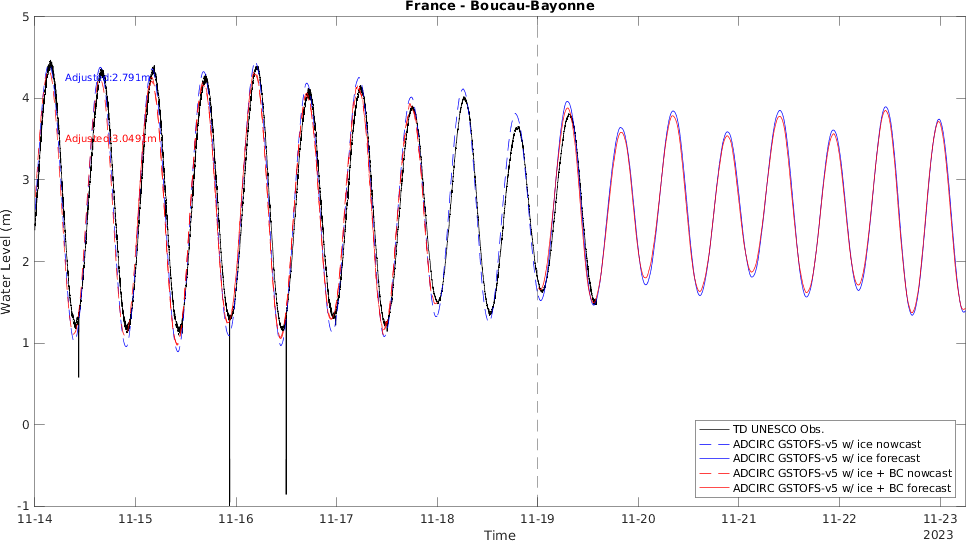 France - Boucau-Bayonne
5
4
3
2
1
0
-1
Water Level (m)
Adjusted:2.791m
Adjusted:3.0491m
TD UNESCO Obs.
ADCIRC GSTOFS-v5 w/ ice nowcast
ADCIRC GSTOFS-v5 w/ ice forecast
ADCIRC GSTOFS-v5 w/ ice + BC nowcast
ADCIRC GSTOFS-v5 w/ ice + BC forecast
11-14 11-15 11-16 11-17 11-18 11-19 11-20 11-21 11-22 11-23
2023
Time